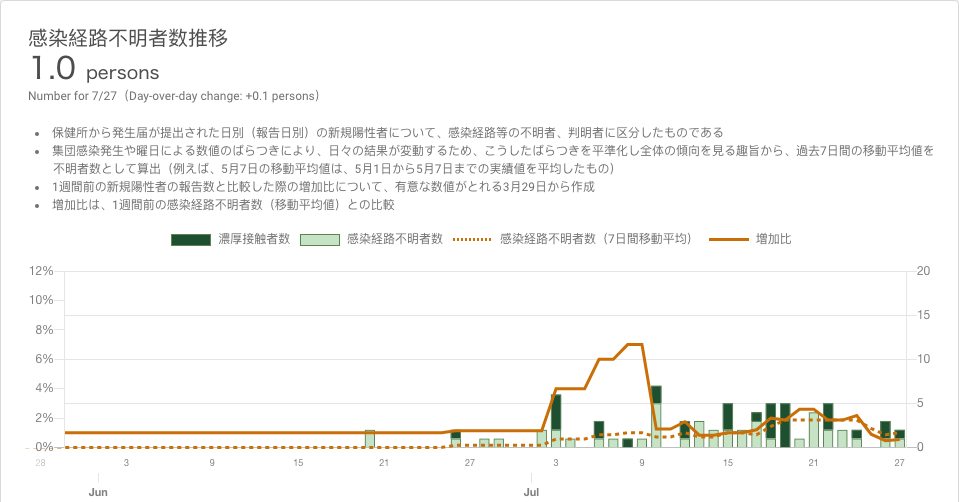 感染経路不明者数推移
1.0 persons
Number for 7/27（Day-over-day change: +0.1 persons）
• 保健所から発生届が提出された日別（報告日別）の新規陽性者について、感染経路等の不明者、判明者に区分したものである
• 集団感染発生や曜日による数値のばらつきにより、日々の結果が変動するため、こうしたばらつきを平準化し全体の傾向を見る趣旨から、過去7日間の移動平均値を
不明者数として算出（例えば、5月7日の移動平均値は、5月1日から5月7日までの実績値を平均したもの）
• 1週間前の新規陽性者の報告数と比較した際の増加比について、有意な数値がとれる3月29日から作成
• 増加比は、1週間前の感染経路不明者数（移動平均値）との比較
濃厚接触者数 感染経路不明者数 感染経路不明者数（7日間移動平均） 増加比
12% 20
10%
15
8%
6% 10
4%
5
2%
0% 0
28 3 9 15 21 27 3 9 15 21 27
Jun Jul